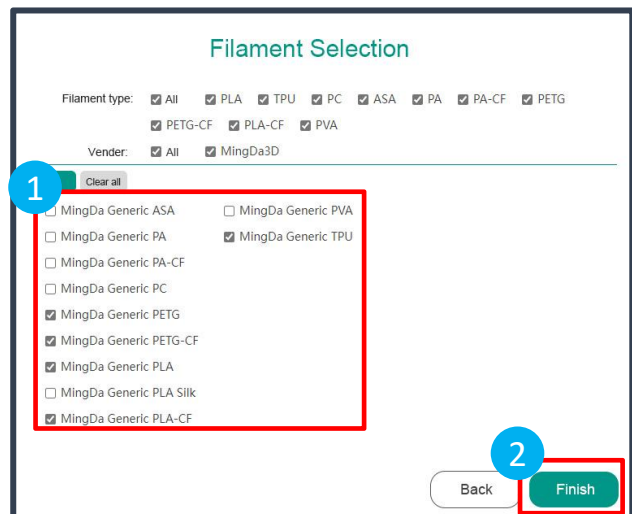 Filament Selection
Filament type: All PLA TPU PC ASA PA PA-CF PETG
PETG-CF PLA-CF PVA
Vender: All MingDa3D
1 Clear all
MingDa Generic ASA MingDa Generic PVA
MingDa Generic PA MingDa Generic TPU
MingDa Generic PA-CF
MingDa Generic PC
MingDa Generic PETG
MingDa Generic PETG-CF
MingDa Generic PLA
MingDa Generic PLA Silk
MingDa Generic PLA-CF
2
Back Finish